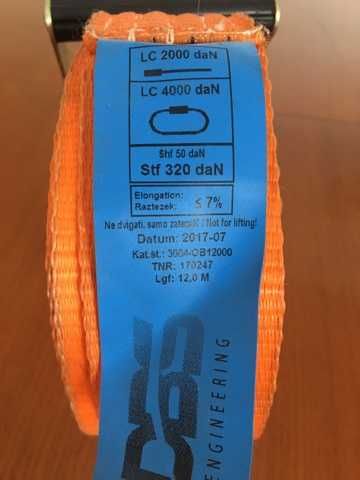 LC 2000 daN
LC 4000 daN
Shf 50 daN
Stf 320 daN
Elongation:
Raztezek: ≤ 7%
Ne dvigati, samo zatezati! / Not for lifting!
Datum: 2017-07
Kat.št.: 3004-OB12000
TNR: 170247
Lgf: 12,0 M
ENGINEERING